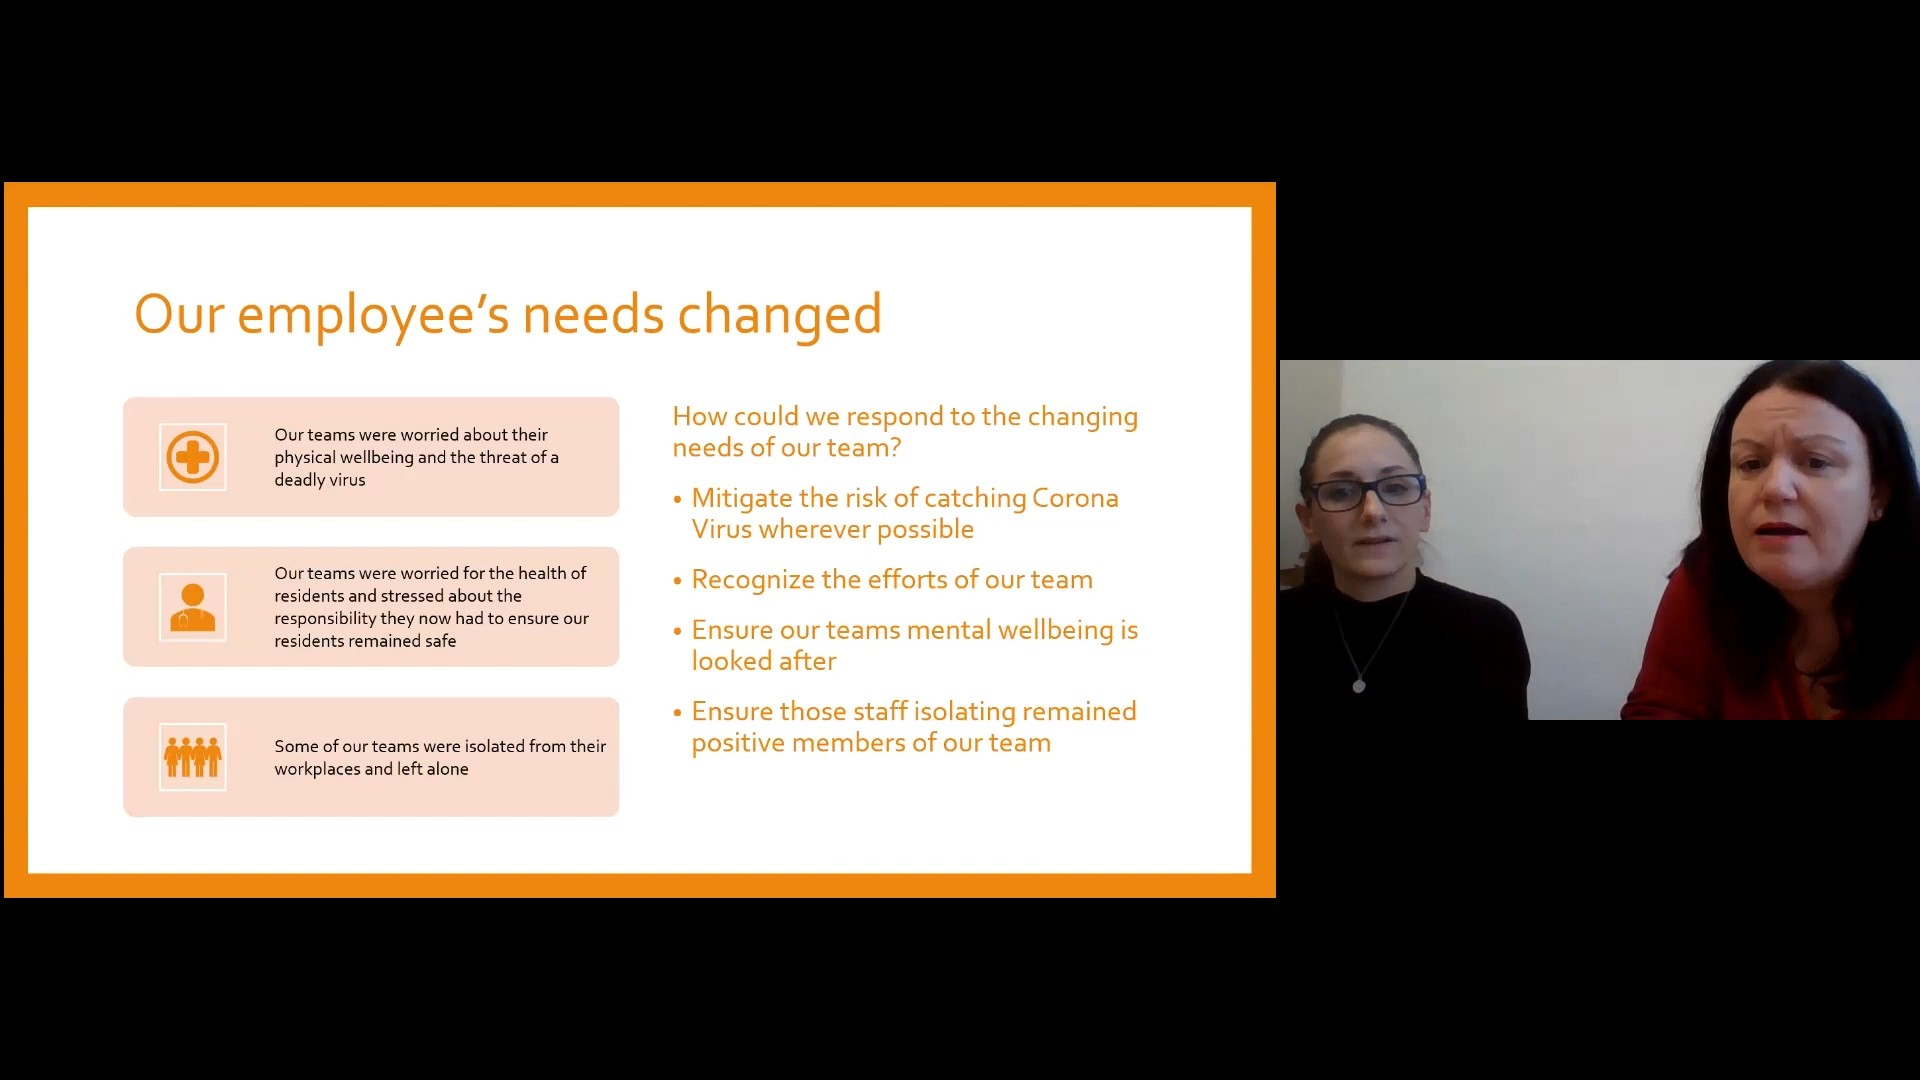 Our employee’s needs changed
Our teams were worried about their
physical wellbeing and the threat of a
deadly virus
Our teams were worried for the health of
residents and stressed about the
responsibility they now had to ensure our
residents remained safe
Some of our teams were isolated from their
workplaces and left alone
How could we respond to the changing
needs of our team?
• Mitigate the risk of catching Corona
Virus wherever possible
• Recognize the efforts of our team
• Ensure our teams mental wellbeing is
looked after
• Ensure those staff isolating remained
positive members of our team